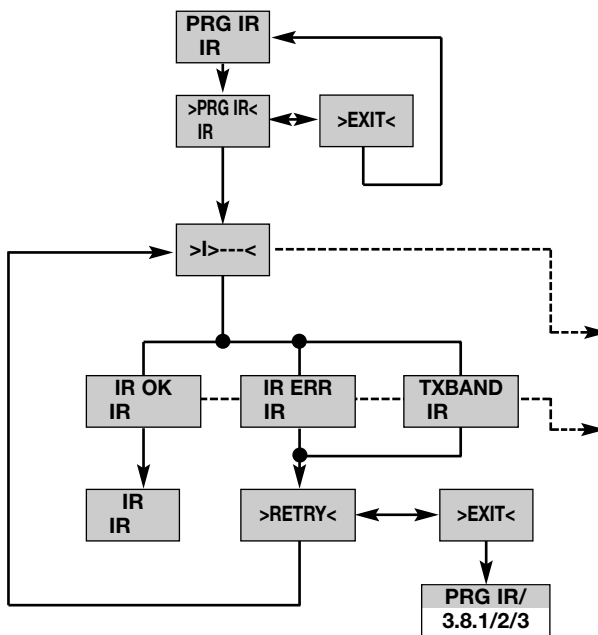 PRG IR
IR
>PRG IR<
IR
>EXIT<
>I>---<
IR OK
IR
IR ERR
IR
TXBAND
IR
IR
IR
>RETRY<
>EXIT<
PRG IR/
3.8.1/2/3